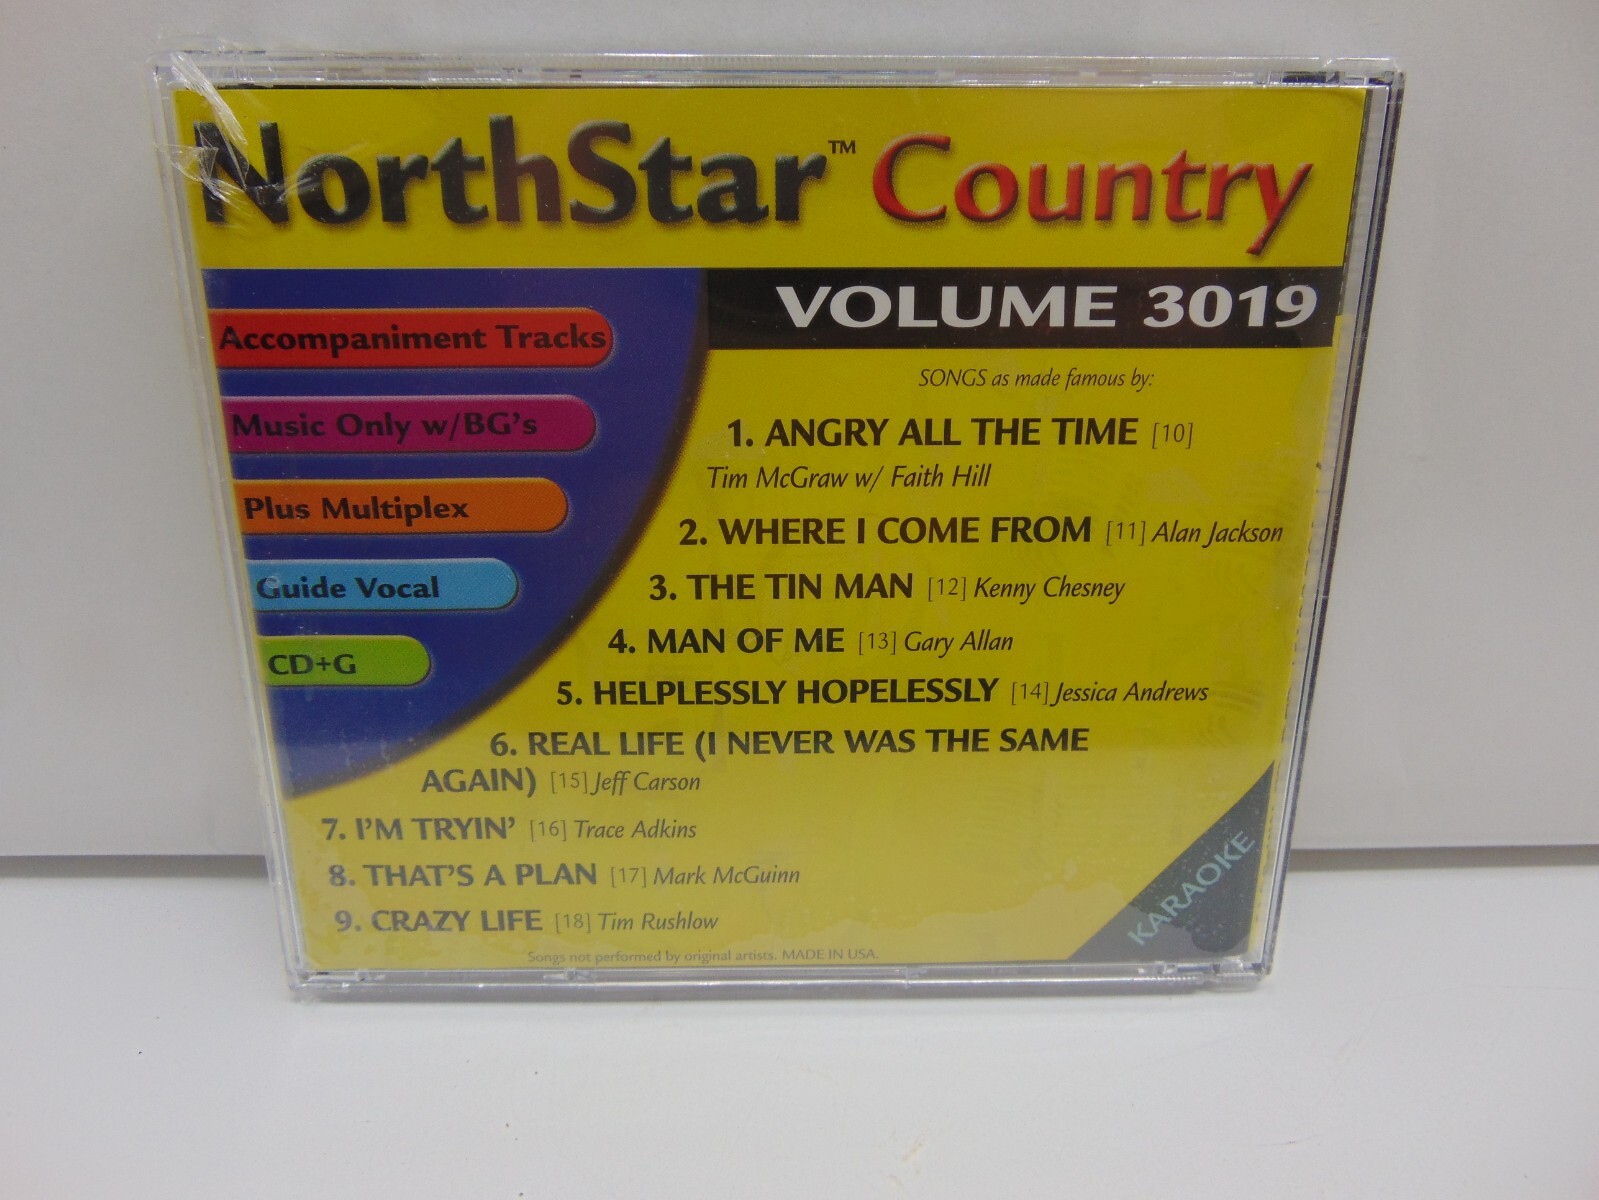 NorthStar™ Country
VOLUME 3019
Accompaniment Tracks
Music Only w/BG's
Plus Multiplex
Guide Vocal
CD+G
SONGS as made famous by:
1. ANGRY ALL THE TIME [10]
Tim McGraw w/ Faith Hill
2. WHERE I COME FROM [11] Alan Jackson
3. THE TIN MAN [12] Kenny Chesney
4. MAN OF ME [13] Gary Allan
5. HELPLESSLY HOPELESSLY [14] Jessica Andrews
6. REAL LIFE (I NEVER WAS THE SAME
AGAIN) [15] Jeff Carson
7. I'M TRYIN' [16] Trace Adkins
8. THAT'S A PLAN [17] Mark McGuinn
9. CRAZY LIFE [18] Tim Rushlow
KARAOKE
Songs not performed by original artists. MADE IN USA.